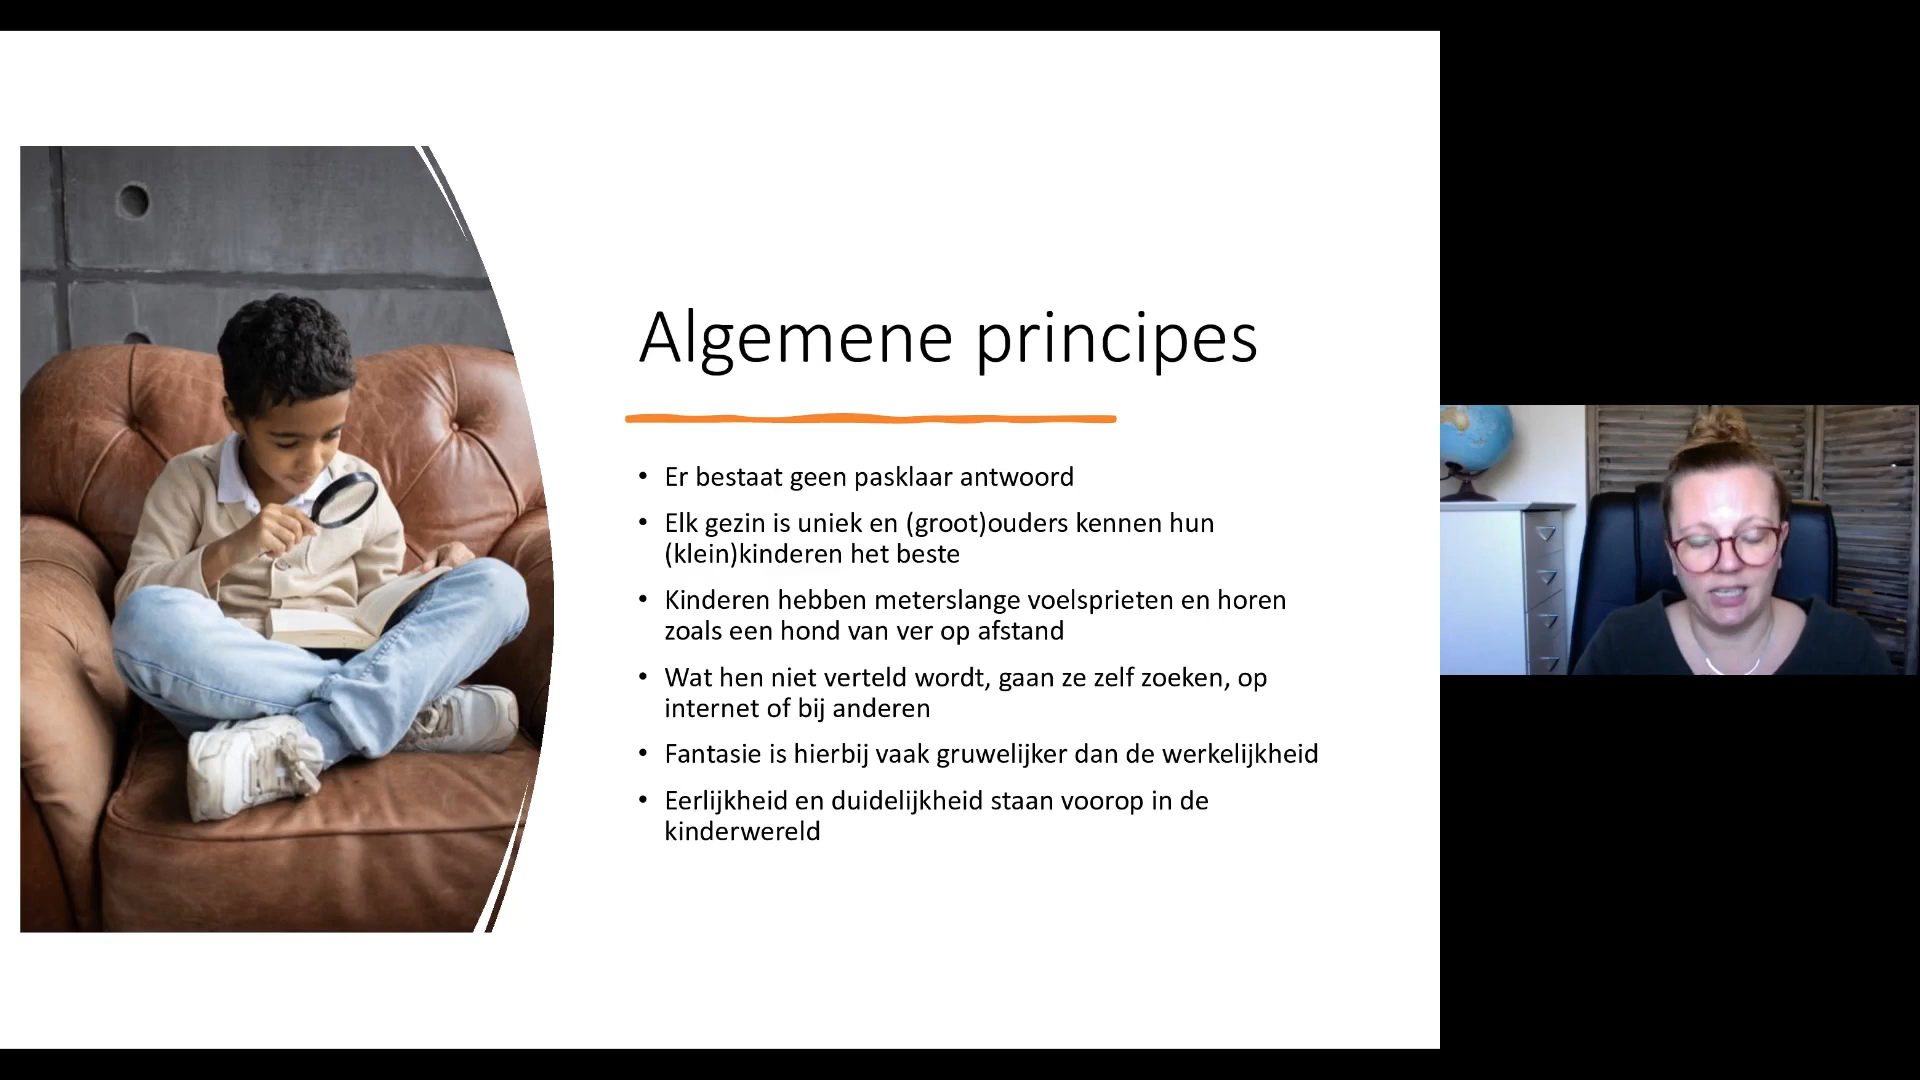 Algemene principes
• Er bestaat geen pasklaar antwoord
• Elk gezin is uniek en (groot)ouders kennen hun
(klein)kinderen het beste
• Kinderen hebben meterslange voelsprieten en horen
zoals een hond van ver op afstand
• Wat hen niet verteld wordt, gaan ze zelf zoeken, op
internet of bij anderen
• Fantasie is hierbij vaak gruwelijker dan de werkelijkheid
• Eerlijkheid en duidelijkheid staan voorop in de
kinderwereld